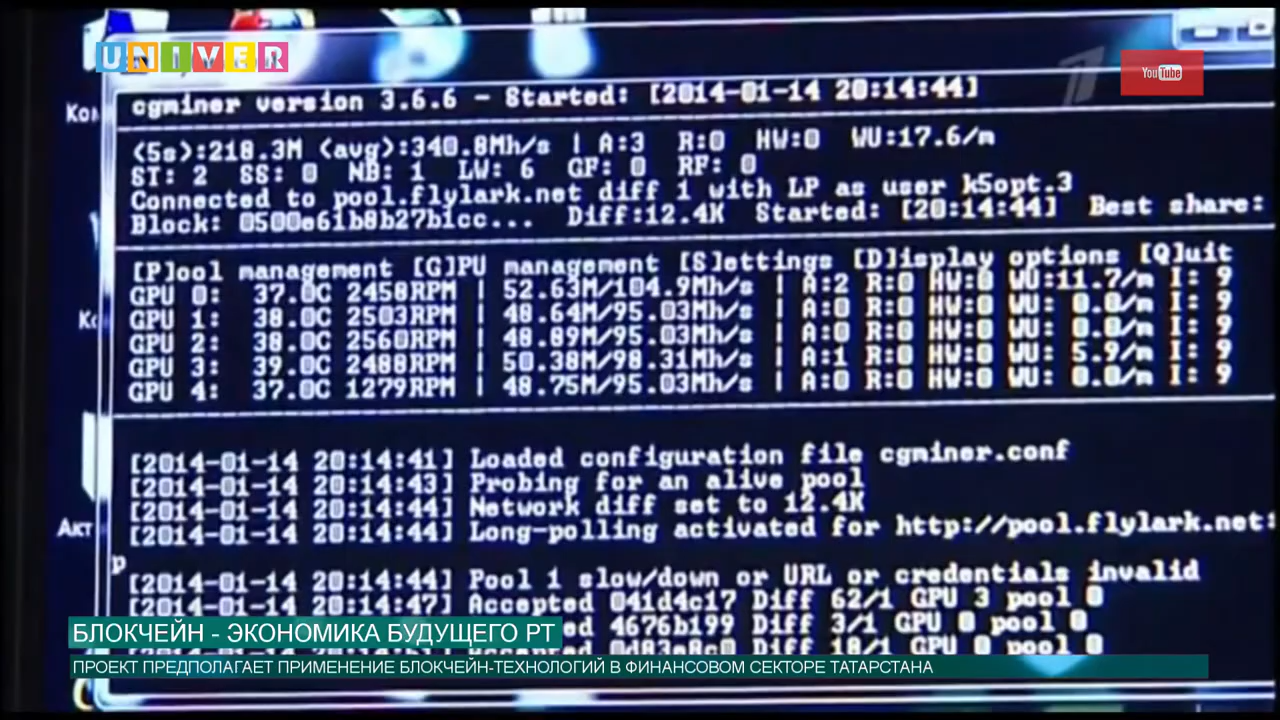 UNIVER
YouTube
cgminer version 3.6.6 - Started: [2014-01-14 20:14:44]
(5s):218.3M (avg):340.8Mh/s | A:3 R:0 HW:0 WU:17.6/m
ST: 2 SS: 0 NB: 1 LW: 6 GF: 0 RF: 0
Connected to pool.flylark.net diff 1 with LP as user k5opt.3
Block: 0500e61b8b27b1cc... Diff:12.4K Started: [20:14:44] Best share:
[P]ool management [G]PU management [S]ettings [D]isplay options [Q]uit
GPU 0: 37.0C 2458RPM | 52.63M/104.9Mh/s | A:2 R:0 HW:0 WU:11.7/m I: 9
GPU 1: 38.0C 2503RPM | 48.64M/95.03Mh/s | A:0 R:0 HW:0 WU: 0.0/m I: 9
GPU 2: 38.0C 2560RPM | 48.89M/95.03Mh/s | A:0 R:0 HW:0 WU: 0.0/m I: 9
GPU 3: 39.0C 2488RPM | 50.38M/98.31Mh/s | A:1 R:0 HW:0 WU: 5.9/m I: 9
GPU 4: 37.0C 1279RPM | 48.75M/95.03Mh/s | A:0 R:0 HW:0 WU: 0.0/m I: 9
[2014-01-14 20:14:41] Loaded configuration file cgminer.conf
[2014-01-14 20:14:43] Probing for an alive pool
[2014-01-14 20:14:44] Network diff set to 12.4K
[2014-01-14 20:14:44] Long-polling activated for http://pool.flylark.net:
p
[2014-01-14 20:14:44] Pool 1 slow/down or URL or credentials invalid
[2014-01-14 20:14:47] Accepted 041d4c17 Diff 62/1 GPU 3 pool 0
ed 4676b199 Diff 3/1 GPU 0 pool 0
ed 0d83e8c0 Diff 18/1 GPU 0 pool 0
БЛОКЧЕЙН - ЭКОНОМИКА БУДУЩЕГО РТ
ПРОЕКТ ПРЕДПОЛАГАЕТ ПРИМЕНЕНИЕ БЛОКЧЕЙН-ТЕХНОЛОГИЙ В ФИНАНСОВОМ СЕКТОРЕ ТАТАРСТАНА